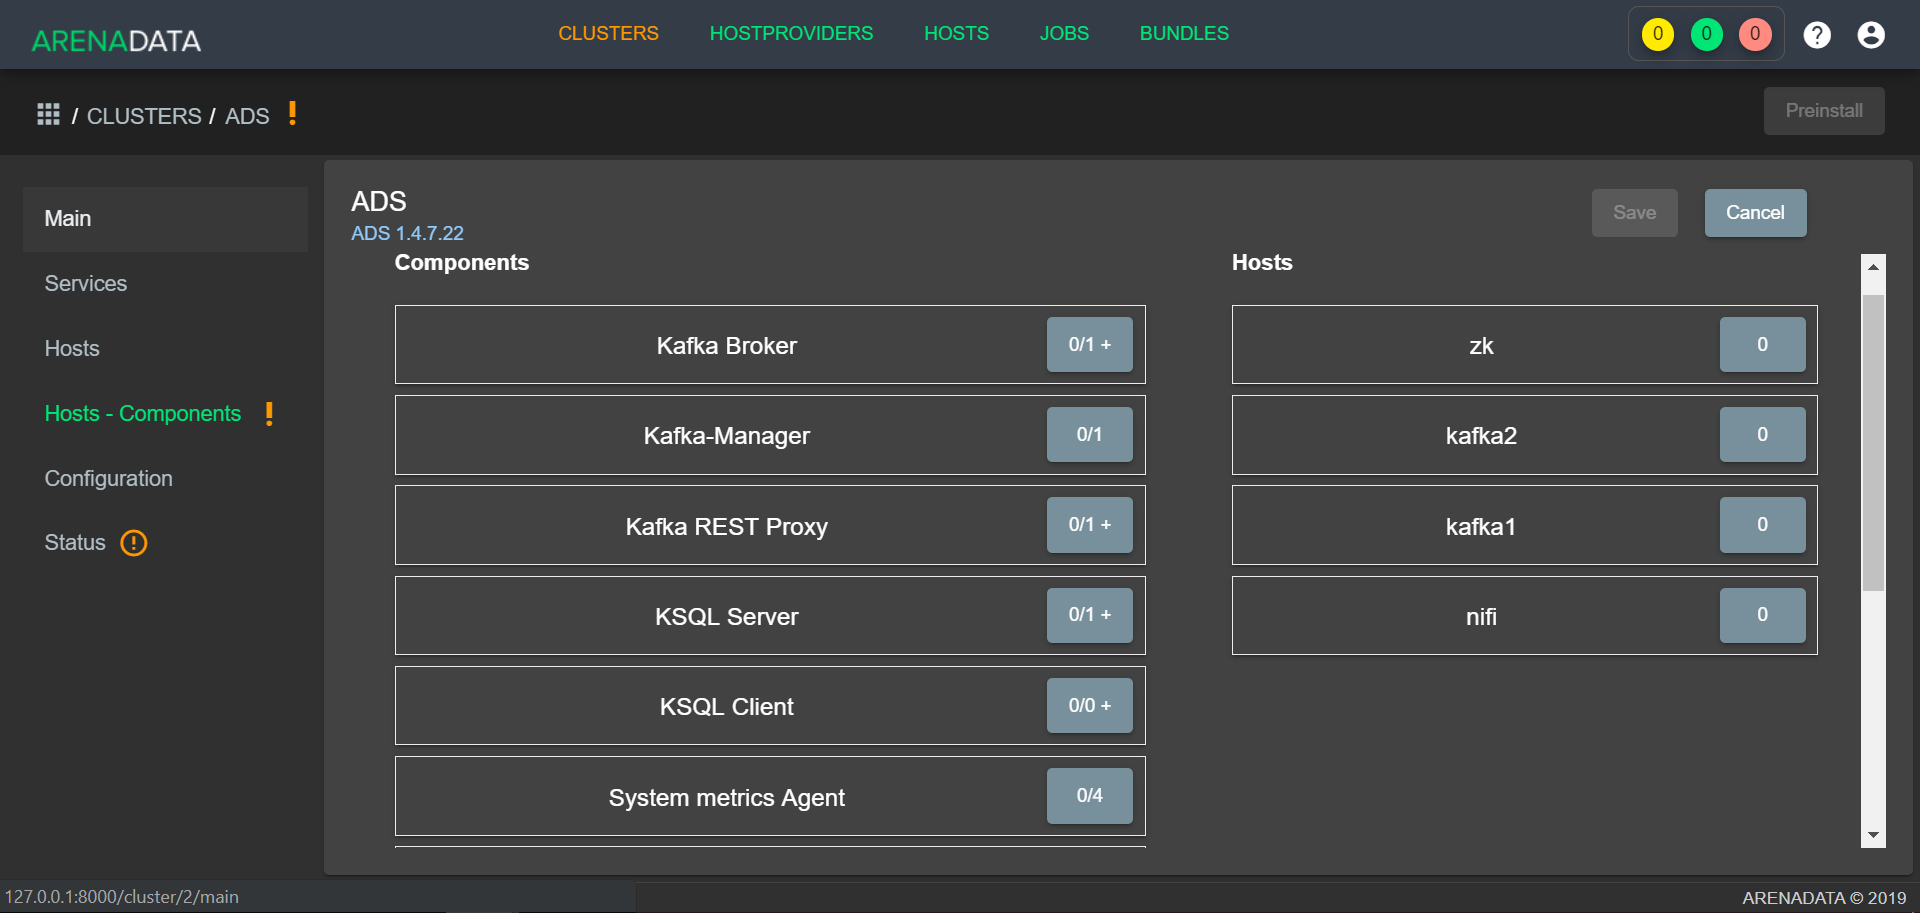 ARENADATA
CLUSTERS HOSTPROVIDERS HOSTS JOBS BUNDLES
0 0 0 ?
/ CLUSTERS / ADS !
Preinstall
Main
Services
Hosts
Hosts - Components !
Configuration
Status !
ADS
ADS 1.4.7.22
Save Cancel
Components
Kafka Broker 0/1 +
Kafka-Manager 0/1
Kafka REST Proxy 0/1 +
KSQL Server 0/1 +
KSQL Client 0/0 +
System metrics Agent 0/4
Hosts
zk 0
kafka2 0
kafka1 0
nifi 0
127.0.0.1:8000/cluster/2/main
ARENADATA © 2019